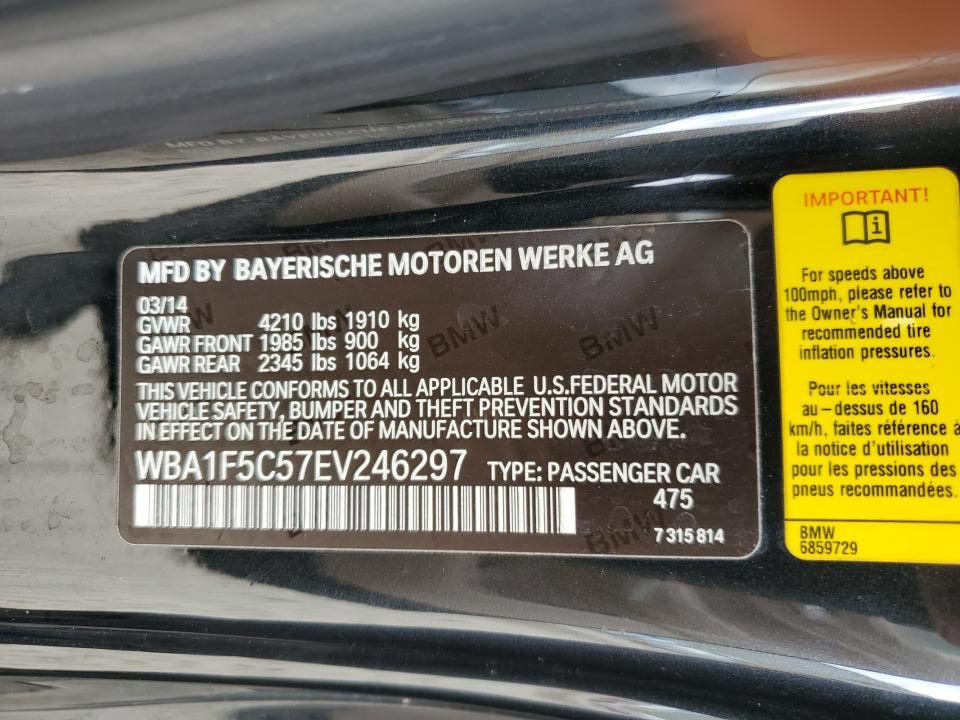 MFD BY BAYERISCHE MOTOREN WERKE AG
03/14
GVWR 4210 lbs 1910 kg
GAWR FRONT 1985 lbs 900 kg
GAWR REAR 2345 lbs 1064 kg
THIS VEHICLE CONFORMS TO ALL APPLICABLE U.S.FEDERAL MOTOR
VEHICLE SAFETY, BUMPER AND THEFT PREVENTION STANDARDS
IN EFFECT ON THE DATE OF MANUFACTURE SHOWN ABOVE.
WBA1F5C57EV246297 TYPE: PASSENGER CAR
475
7 315 814
BMW
BMW
BMW
IMPORTANT!
For speeds above
100mph, please refer to
the Owner's Manual for
recommended tire
inflation pressures.
Pour les vitesses
au-dessus de 160
km/h, faites référence à
la notice d'utilisation
pour les pressions des
pneus recommandées.
BMW
6859729